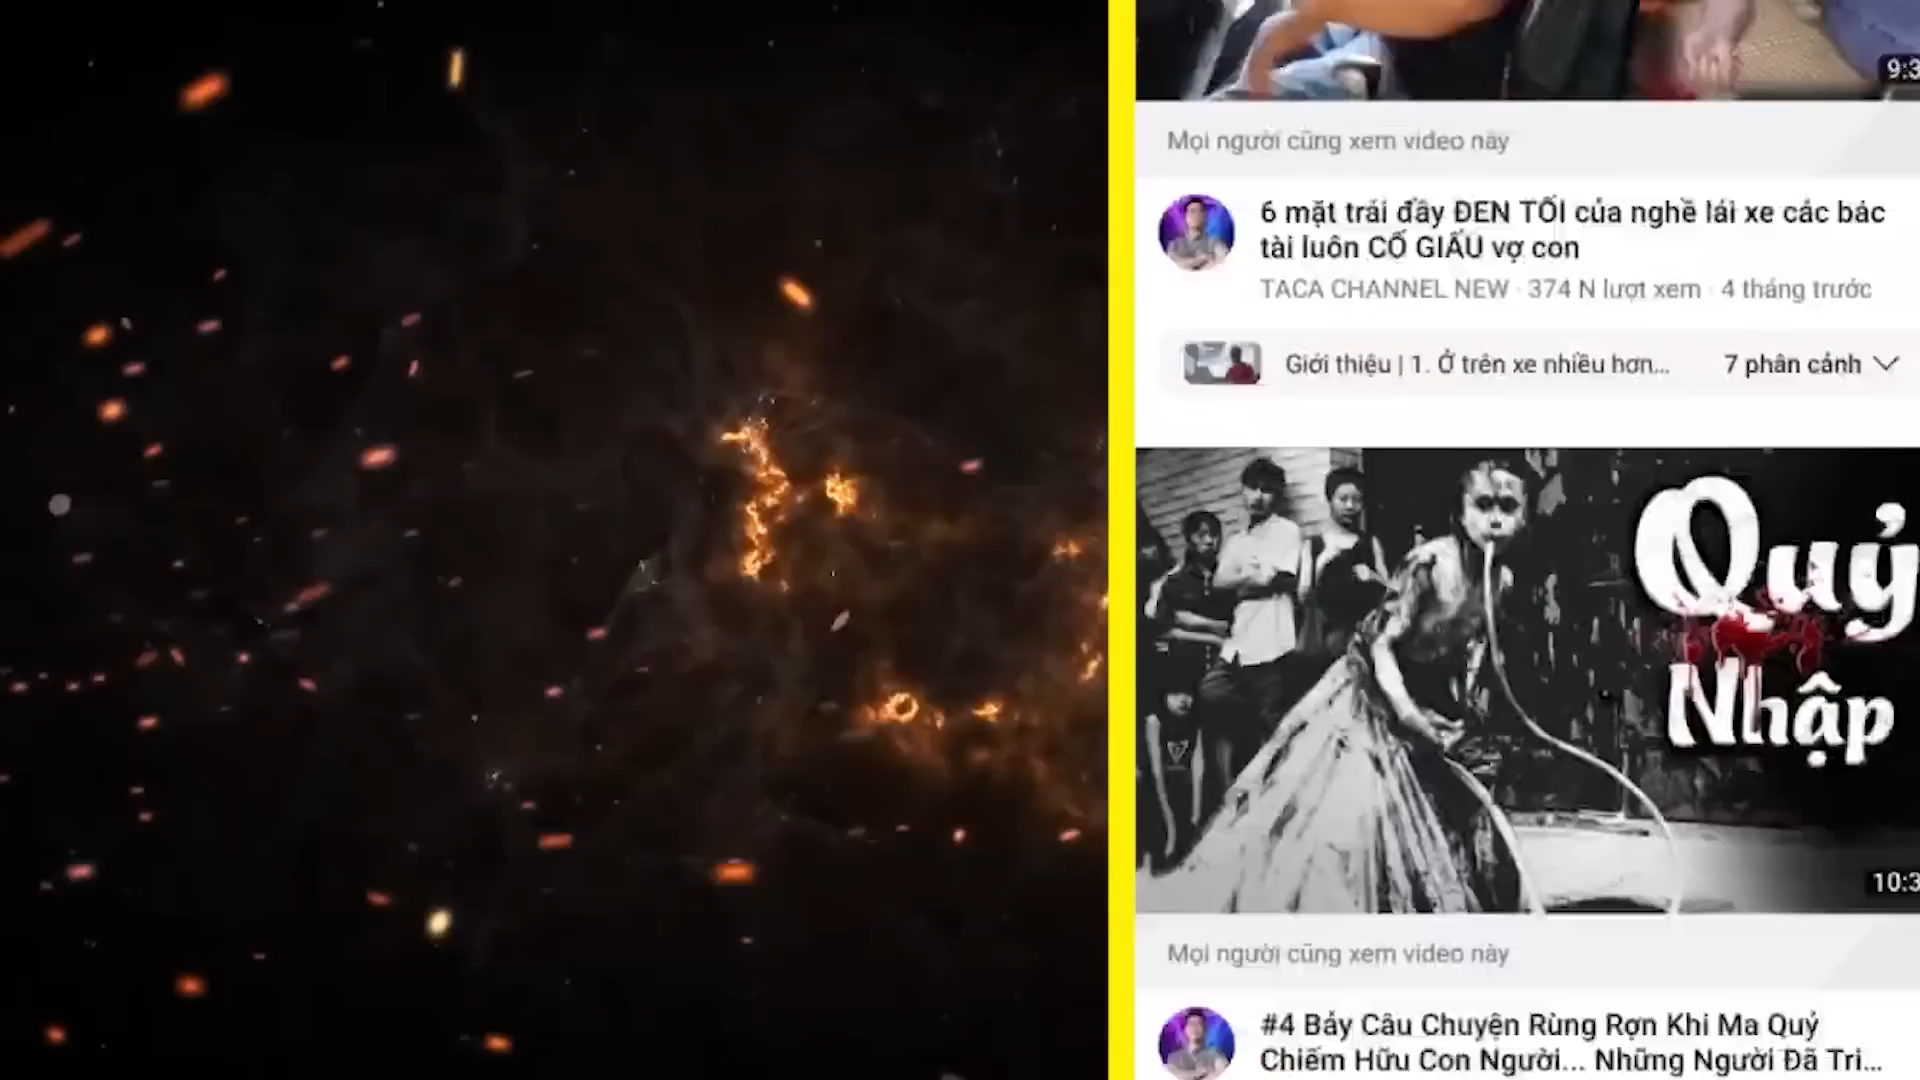 9:3
Mọi người cũng xem video này
6 mặt trái đầy ĐEN TỐI của nghề lái xe các bác
tài luôn CỐ GIẤU vợ con
TACA CHANNEL NEW · 374 N lượt xem · 4 tháng trước
Giới thiệu | 1. Ở trên xe nhiều hơn... 7 phân cảnh
Quỷ
Nhập
10:3
Mọi người cũng xem video này
#4 Bảy Câu Chuyện Rùng Rợn Khi Ma Quỷ
Chiếm Hữu Con Người... Những Người Đã Tri...